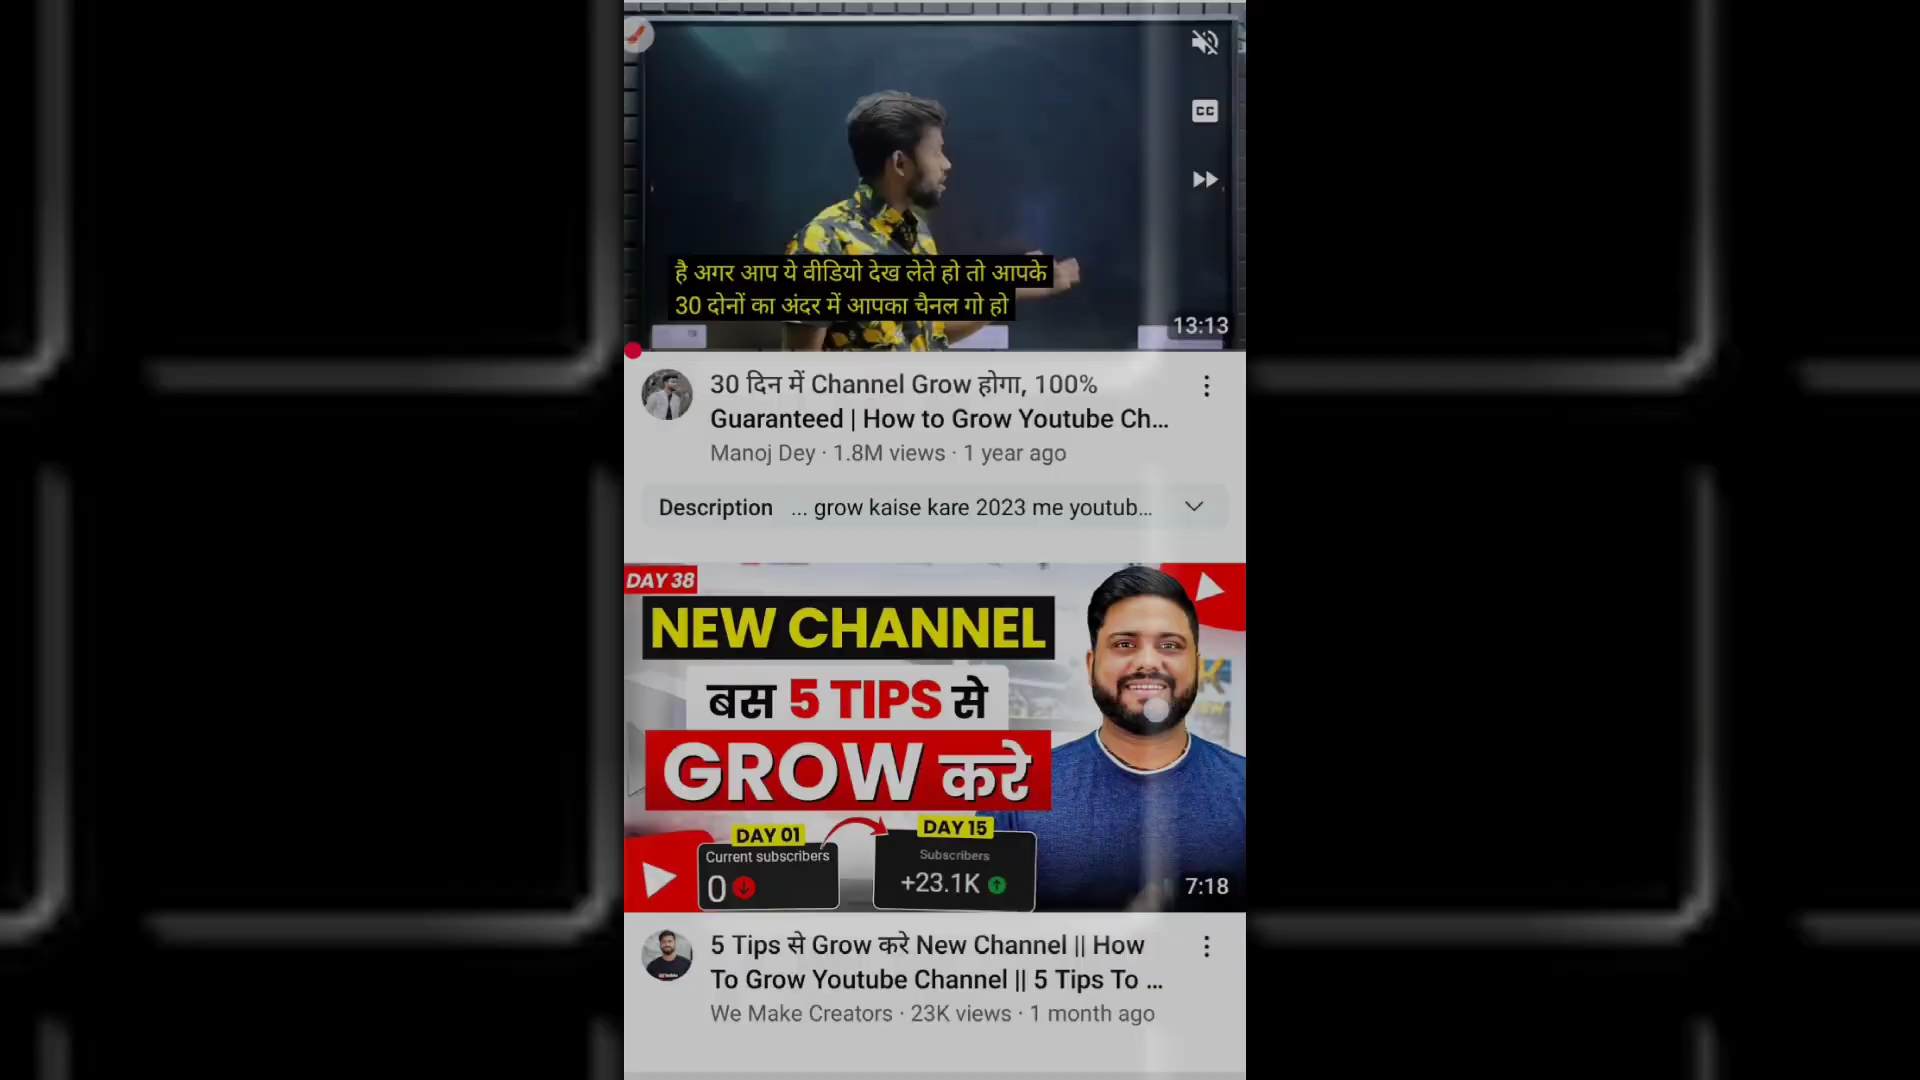 CC
है अगर आप ये वीडियो देख लेते हो तो आपके
30 दोनों का अंदर में आपका चैनल गो हो
13:13
30 दिन में Channel Grow होगा, 100%
Guaranteed | How to Grow Youtube Ch...
Manoj Dey · 1.8M views · 1 year ago
Description ... grow kaise kare 2023 me youtub...
DAY 38
NEW CHANNEL
बस 5 TIPS से
GROW करे
DAY 01
DAY 15
Current subscribers
Subscribers
0
+23.1K
7:18
5 Tips से Grow करे New Channel || How
To Grow Youtube Channel || 5 Tips To ...
We Make Creators · 23K views · 1 month ago